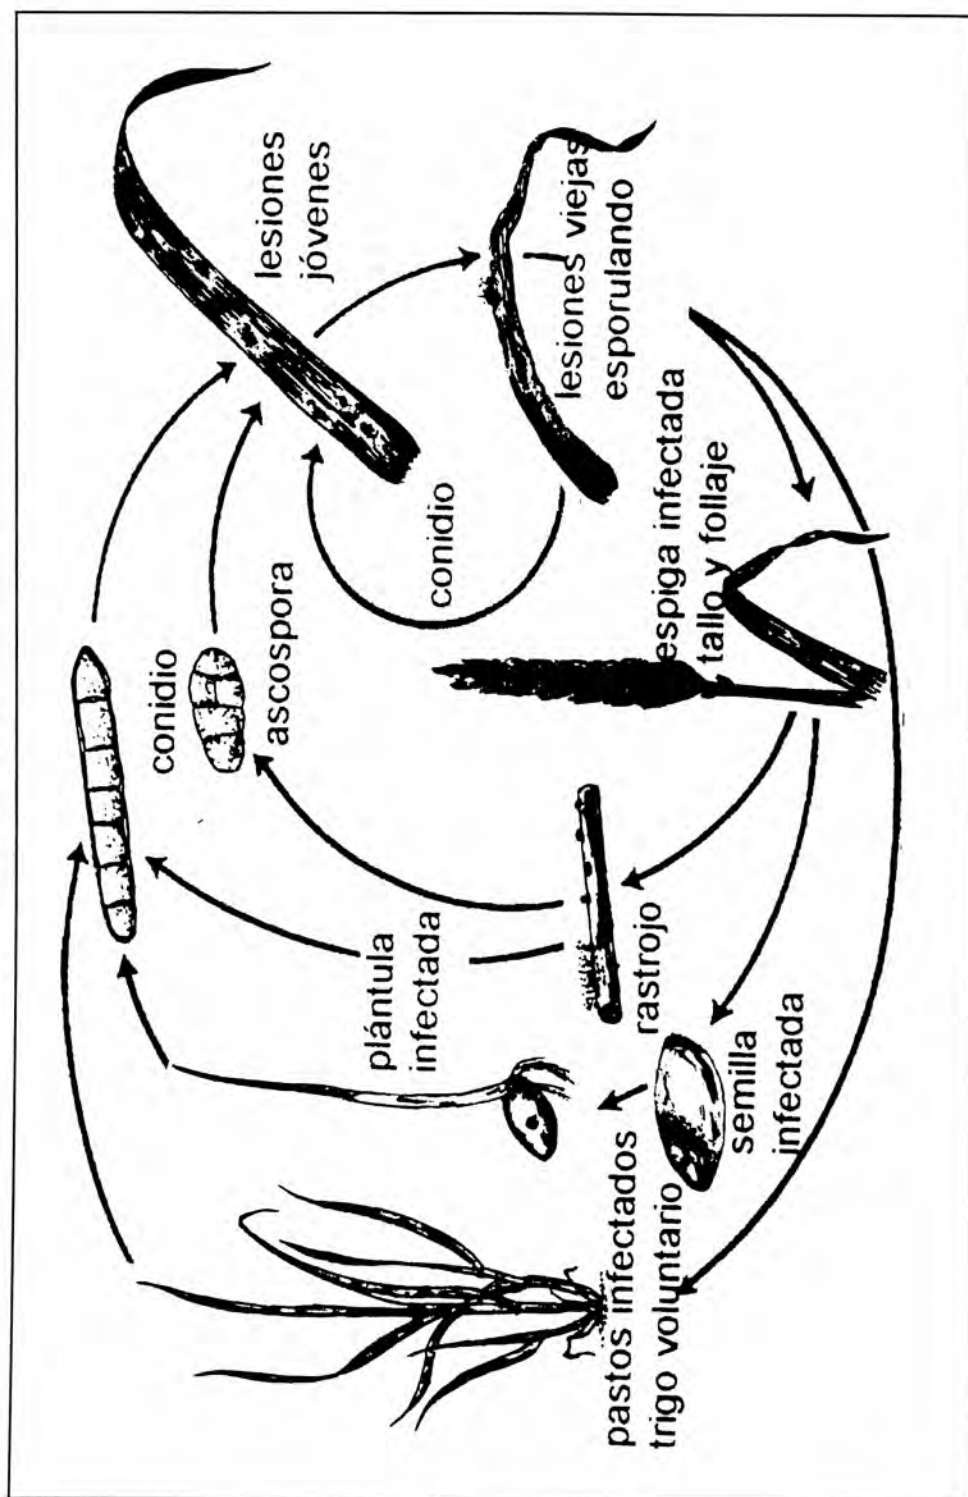 lesiones
jóvenes
conidio
ascospora
lesiones viejas
esporulando
conidio
plántula
infectada
espiga infectada
tallo y follaje
rastrojo
semilla
infectada
pastos infectados
trigo voluntario